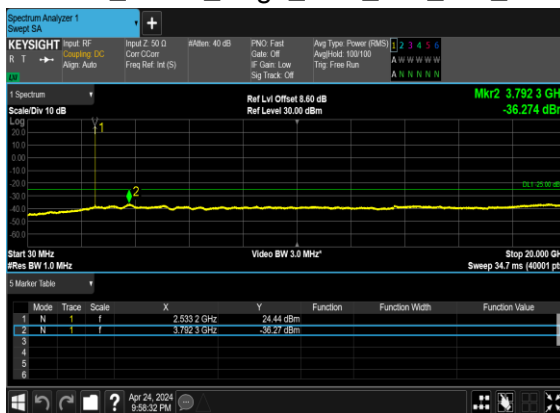 Spectrum Analyzer 1
Swept SA
+
KEYSIGHT Input: RF Input Z: 50 Ω #Atten: 40 dB PNO: Fast Avg Type: Power (RMS) 1 2 3 4 5 6
R T Coupling: DC Corr CCorr Gate: Off Avg|Hold: 100/100 A W W W W W
Align: Auto Freq Ref: Int (S) IF Gain: Low Trig: Free Run
Sig Track: Off A N N N N N
LXI
1 Spectrum Ref Lvl Offset 8.60 dB Mkr2 3.792 3 GH
Scale/Div 10 dB Ref Level 30.00 dBm -36.274 dBr
Log
20.0 1
10.0
0.00
-10.0
-20.0 2 DL1 -25.00 dB
-30.0
-40.0
-50.0
-60.0
Start 30 MHz Video BW 3.0 MHz* Stop 20.000 GH
#Res BW 1.0 MHz Sweep 34.7 ms (40001 pt
5 Marker Table
Mode Trace Scale X Y Function Function Width Function Value
1 N 1 f 2.533 2 GHz 24.44 dBm
2 N 1 f 3.792 3 GHz -36.27 dBm
3
4
5
6
? Apr 24, 2024
9:58:32 PM